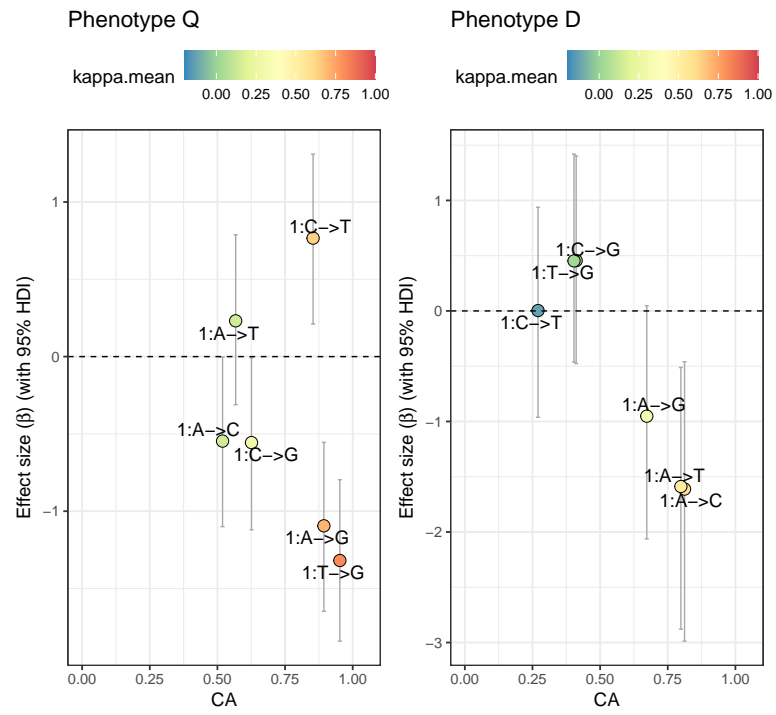 Phenotype Q
kappa.mean
0.00 0.25 0.50 0.75 1.00
Effect size (β) (with 95% HDI)
1
0
−1
1:C−>T
1:A−>T
1:A−>C
1:C−>G
1:A−>G
1:T−>G
0.00 0.25 0.50 0.75 1.00
CA
Phenotype D
kappa.mean
0.00 0.25 0.50 0.75 1.00
Effect size (β) (with 95% HDI)
1
0
−1
−2
−3
1:C−>G
1:T−>G
1:C−>T
1:A−>G
1:A−>T
1:A−>C
0.00 0.25 0.50 0.75 1.00
CA